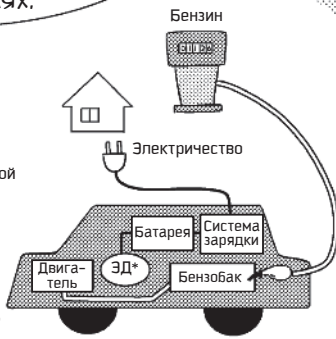 ях.
Бензин
Электричество
ой
Батарея
Система
зарядки
Двига-
тель
ЭД*
Бензобак